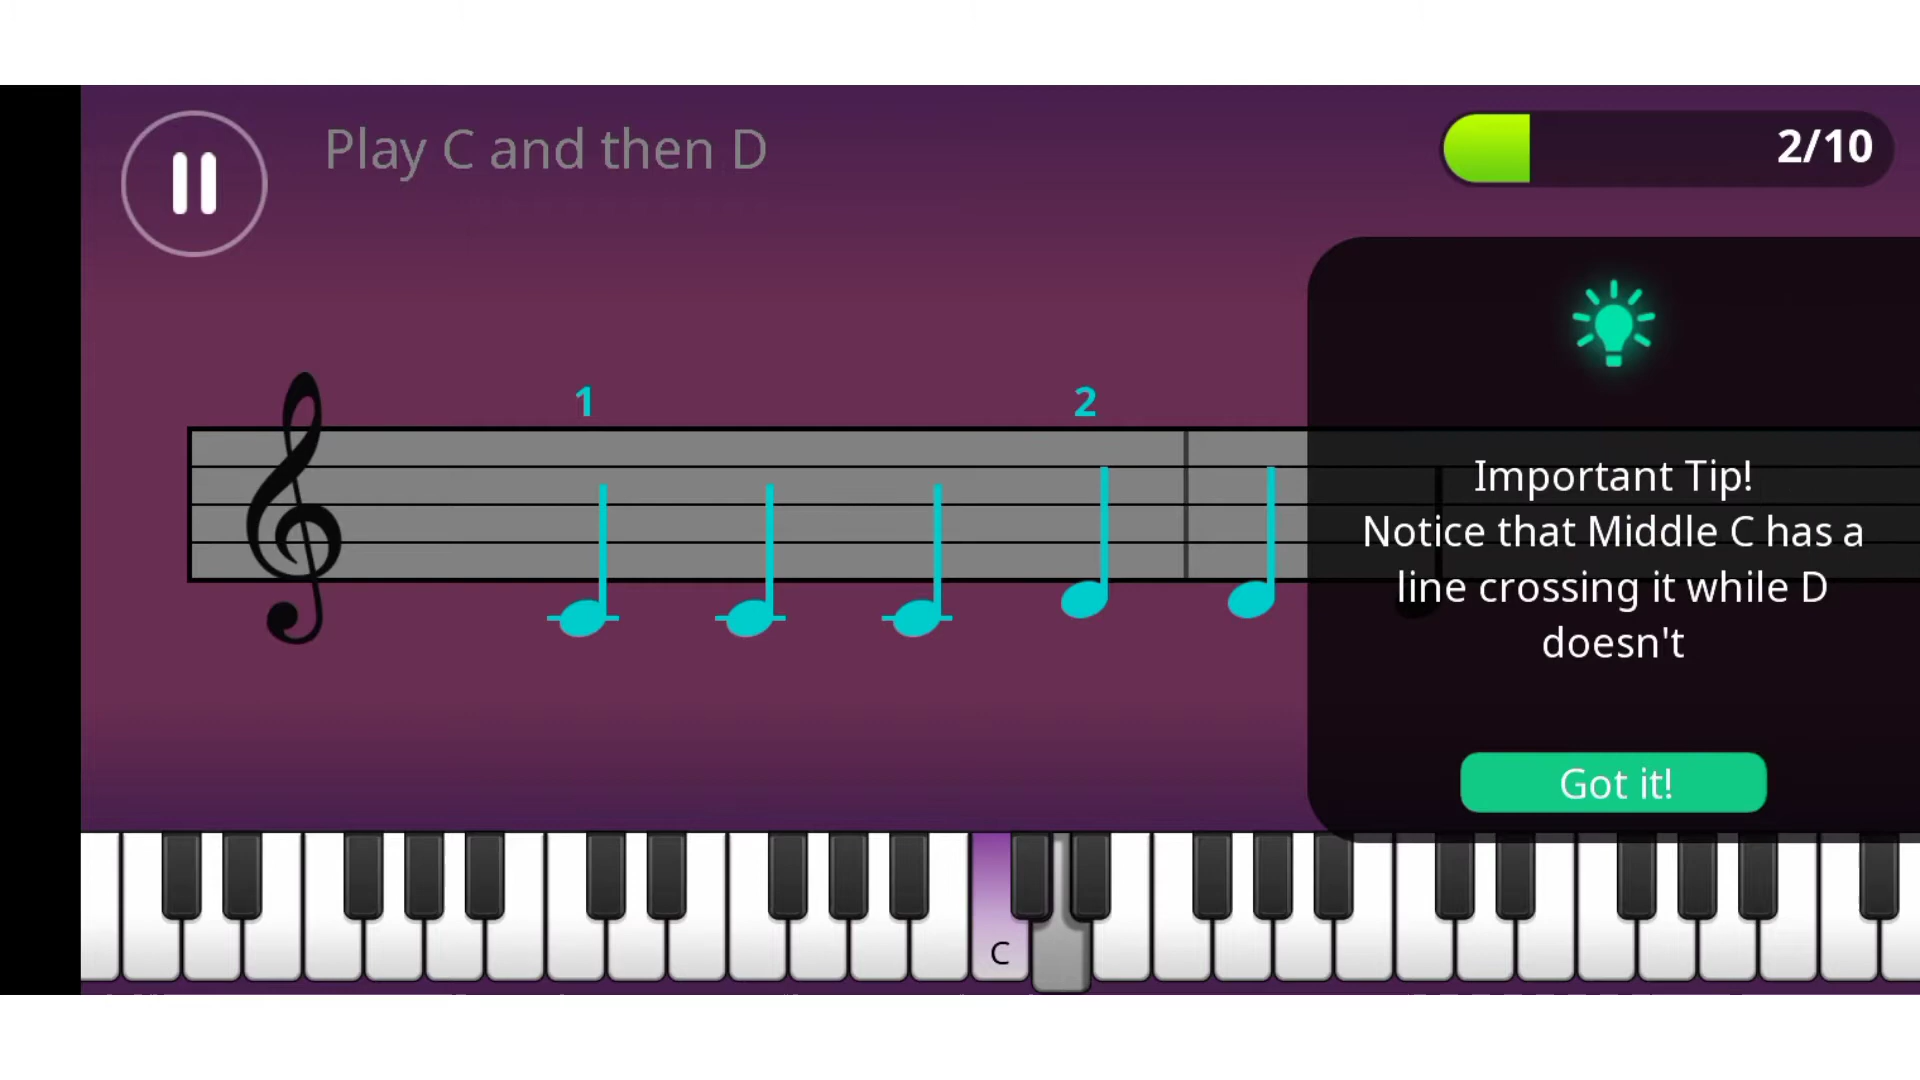 Play C and then D
2/10
1
2
Important Tip!
Notice that Middle C has a
line crossing it while D
doesn't
Got it!
C